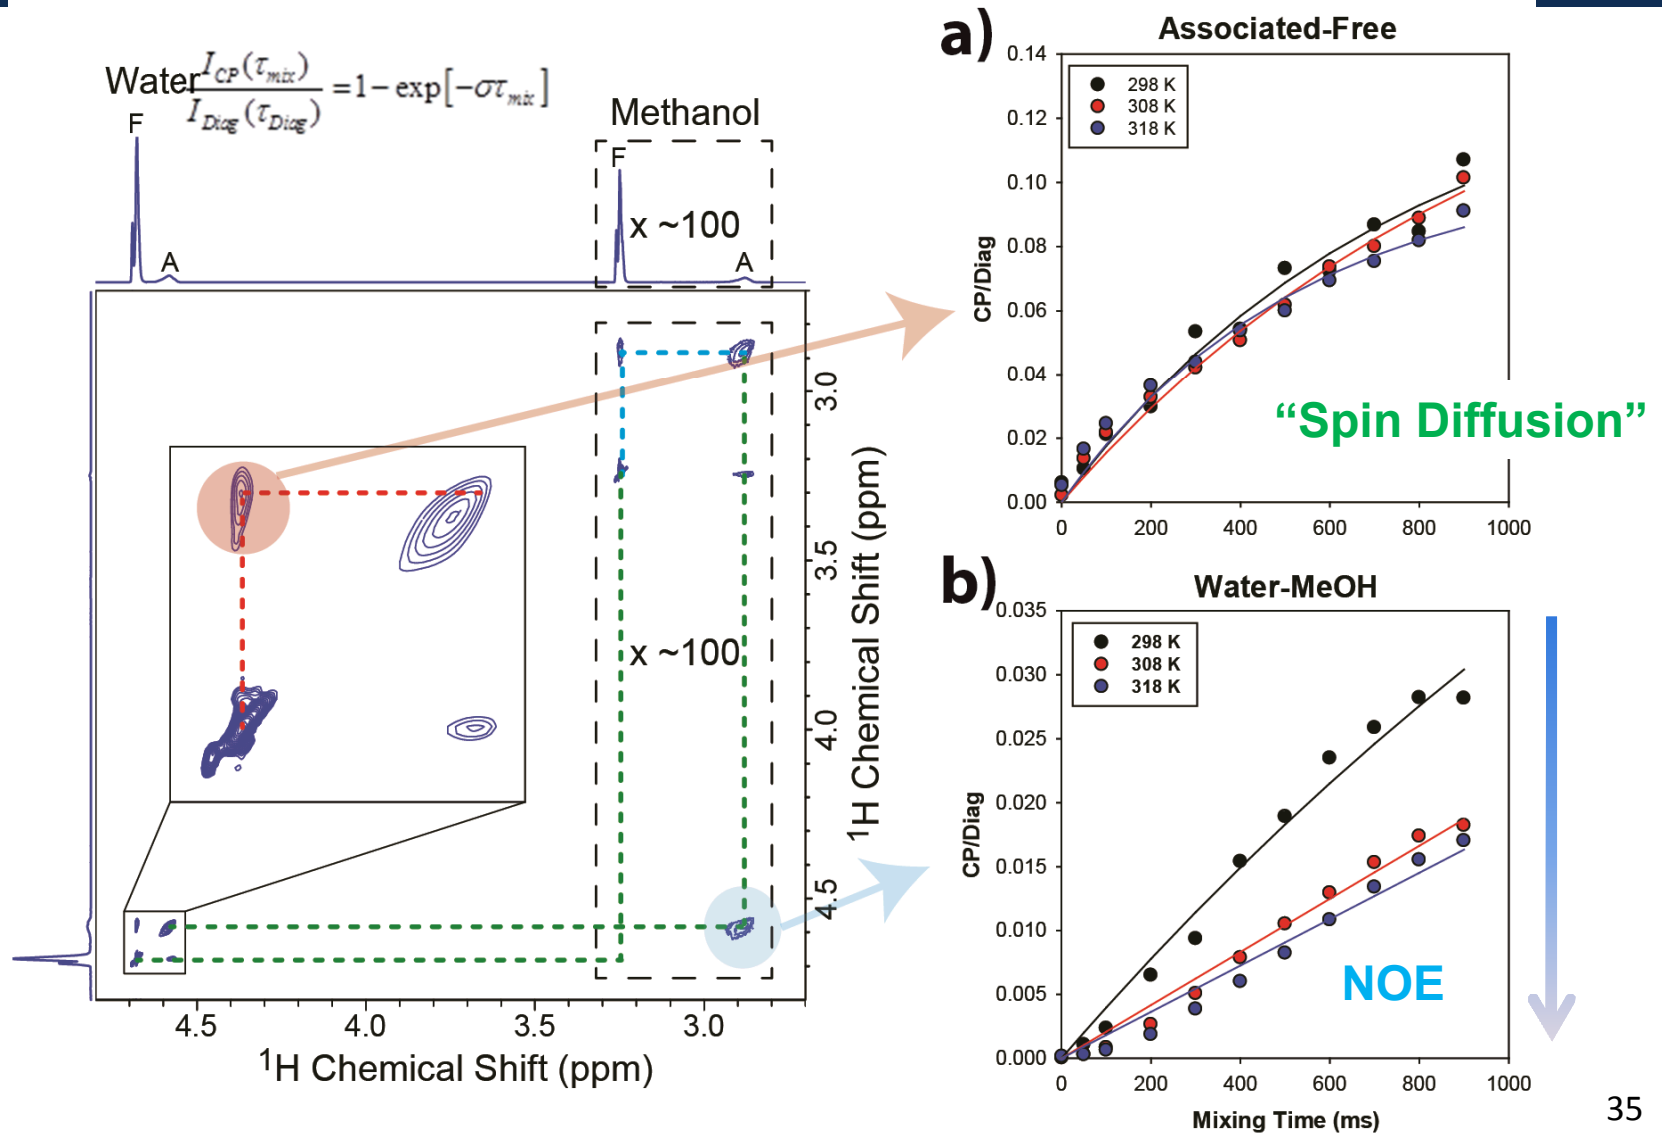 Water
I_CP(τ_mix) / I_Diag(τ_Diag) = 1 − exp[−στ_mix]
F
A
Methanol
F
x ~100
A
x ~100
3.0
3.5
4.0
4.5
¹H Chemical Shift (ppm)
4.5 4.0 3.5 3.0
¹H Chemical Shift (ppm)
a)
Associated-Free
298 K
308 K
318 K
0.14
0.12
0.10
0.08
0.06
0.04
0.02
0.00
CP/Diag
0 200 400 600 800 1000
“Spin Diffusion”
b)
Water-MeOH
298 K
308 K
318 K
0.035
0.030
0.025
0.020
0.015
0.010
0.005
0.000
CP/Diag
NOE
0 200 400 600 800 1000
Mixing Time (ms)
35